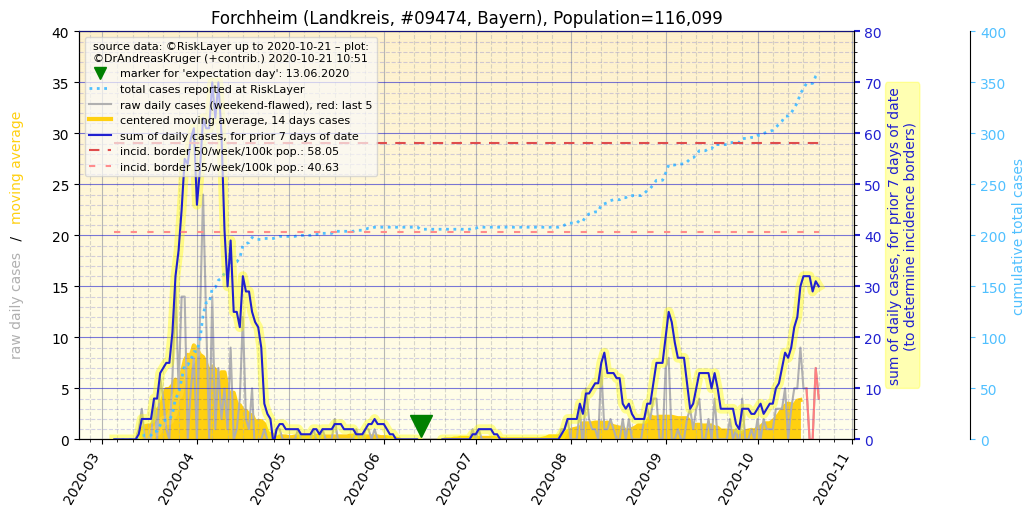 Forchheim (Landkreis, #09474, Bayern), Population=116,099
source data: ©RiskLayer up to 2020-10-21 – plot:
©DrAndreasKruger (+contrib.) 2020-10-21 10:51
marker for 'expectation day': 13.06.2020
total cases reported at RiskLayer
raw daily cases (weekend-flawed), red: last 5
centered moving average, 14 days cases
sum of daily cases, for prior 7 days of date
incid. border 50/week/100k pop.: 58.05
incid. border 35/week/100k pop.: 40.63
raw daily cases / moving average
40
35
30
25
20
15
10
5
0
2020-03
2020-04
2020-05
2020-06
2020-07
2020-08
2020-09
2020-10
2020-11
80
70
60
50
40
30
20
10
0
sum of daily cases, for prior 7 days of date
(to determine, incidence borders)
400
350
300
250
200
150
100
50
0
cumulative total cases